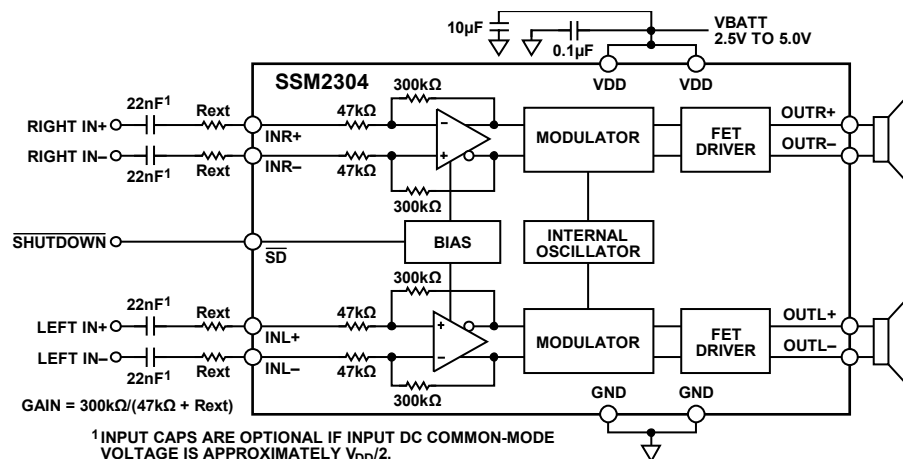 10µF
0.1µF
VBATT
2.5V TO 5.0V
SSM2304
VDD
VDD
22nF1
Rext
RIGHT IN+
INR+
47kΩ
300kΩ
−
+
MODULATOR
FET
DRIVER
OUTR+
RIGHT IN–
22nF1
Rext
INR–
47kΩ
300kΩ
OUTR–
SHUTDOWN
SD
BIAS
INTERNAL
OSCILLATOR
22nF1
Rext
LEFT IN+
INL+
47kΩ
300kΩ
+
−
MODULATOR
FET
DRIVER
OUTL+
LEFT IN–
22nF1
Rext
INL–
47kΩ
300kΩ
OUTL–
GND
GND
GAIN = 300kΩ/(47kΩ + Rext)
1 INPUT CAPS ARE OPTIONAL IF INPUT DC COMMON-MODE
VOLTAGE IS APPROXIMATELY VDD/2.